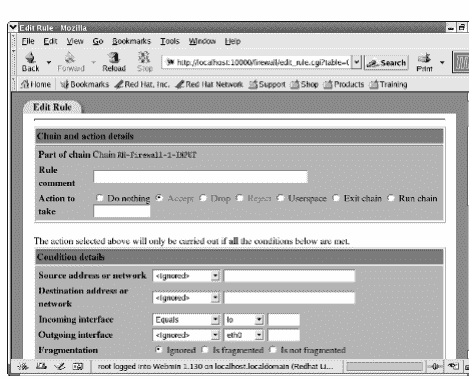 Edit Rule - Mozilla
File Edit View Go Bookmarks Tools Window Help
Back Forward Reload Stop http://localhost:10000/firewall/edit_rule.cgi?table=( Search Print
Home Bookmarks Red Hat, Inc. Red Hat Network Support Shop Products Training
Edit Rule
Chain and action details
Part of chain Chain RH-Firewall-1-INPUT
Rule comment
Action to take Do nothing Accept Drop Reject Userspace Exit chain Run chain
The action selected above will only be carried out if all the conditions below are met.
Condition details
Source address or network <Ignored>
Destination address or network <Ignored>
Incoming interface Equals lo
Outgoing interface <Ignored> eth0
Fragmentation Ignored Is fragmented Is not fragmented
root logged into Webmin 1.130 on localhost.localdomain (Redhat Li...